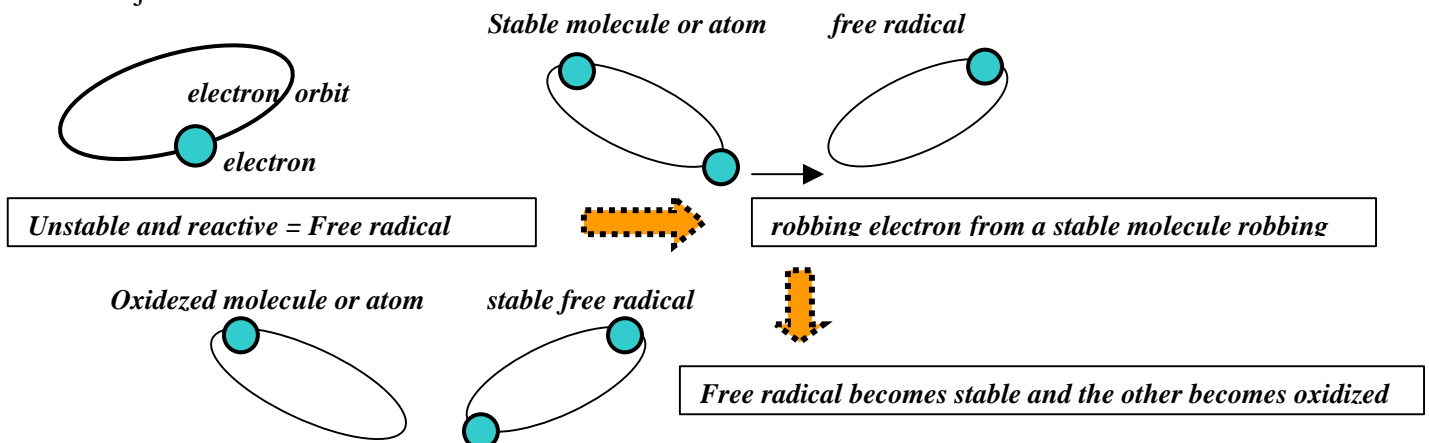 Stable molecule or atom free radical
electron orbit
electron
Unstable and reactive = Free radical
robbing electron from a stable molecule robbing
Oxidezed molecule or atom stable free radical
Free radical becomes stable and the other becomes oxidized